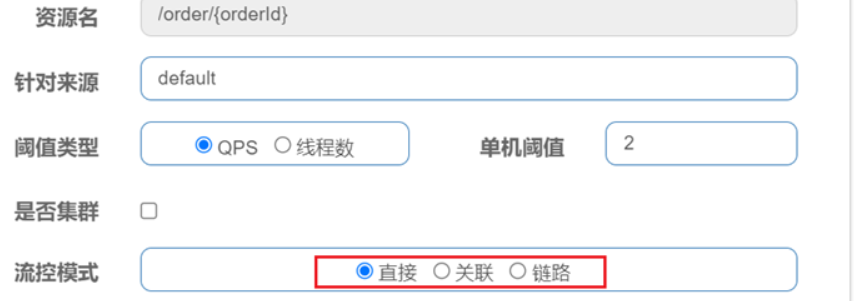 资源名 /order/{orderId}
针对来源 default
阈值类型 QPS 线程数 单机阈值 2
是否集群
流控模式 直接 关联 链路